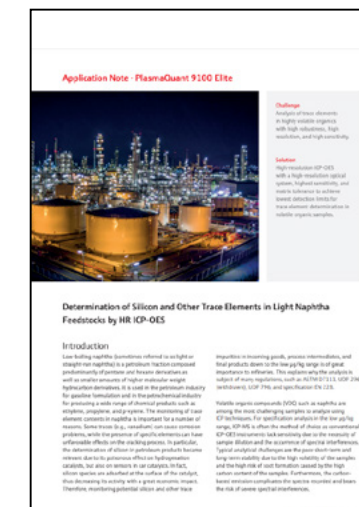 Application Note · PlasmaQuant 9100 Elite
Challenge
Analysis of trace elements
in highly volatile organics
with high robustness, high
resolution, and high sensitivity.
Solution
High-resolution ICP-OES
with a high-resolution optical
system, highest sensitivity, and
matrix tolerance to achieve
lowest detection limits for
trace element determination in
volatile organic samples.
Determination of Silicon and Other Trace Elements in Light Naphtha
Feedstocks by HR ICP-OES
Introduction
Low-boiling naphtha (sometimes referred to as light or
straight-run naphtha) is a petroleum fraction composed
predominantly of pentane and hexane derivatives as
well as smaller amounts of higher molecular weight
hydrocarbon derivatives. It is used in the petroleum industry
for gasoline formulation and in the petrochemical industry
for producing a wide range of chemical products such as
ethylene, propylene, and
The monitoring of trace
element contents in naphtha is important for a number of
reasons. Some traces (e.g., vanadium) can cause corrosion
problems, while the presence of specific elements can have
unfavorable effects on the cracking process. In particular,
the determination of silicon in petroleum products became
relevant due to its poisonous effect on hydrogenation
catalysts, but also on sensors in car catalysts. In fact,
silicon species are adsorbed at the surface of the catalyst,
thus decreasing its activity with a great economic impact.
Therefore, monitoring potential silicon and other trace
impurities in incoming goods, process intermediates, and
final products down to the low µg/kg range is of great
importance to refineries. This explains why the analysis is
subject of many regulations, such as ASTM
UOP
and specification EN 228.
Volatile organic compounds (VOC) such as naphtha are
among the most challenging samples to analyze using
ICP techniques. For specification analysis in the low µg/kg
range, ICP-MS is often the method of choice as conventional
ICP-OES instruments lack sensitivity due to the necessity of
sample dilution and the occurrence of spectral interferences.
Typical analytical challenges are the poor short-term and
long-term stability due to the high volatility of the samples
and the high risk of soot formation caused by the high
carbon content of the samples. Furthermore, the carbon-
based emission complicates the spectra recorded and bears
the risk of severe spectral interferences.